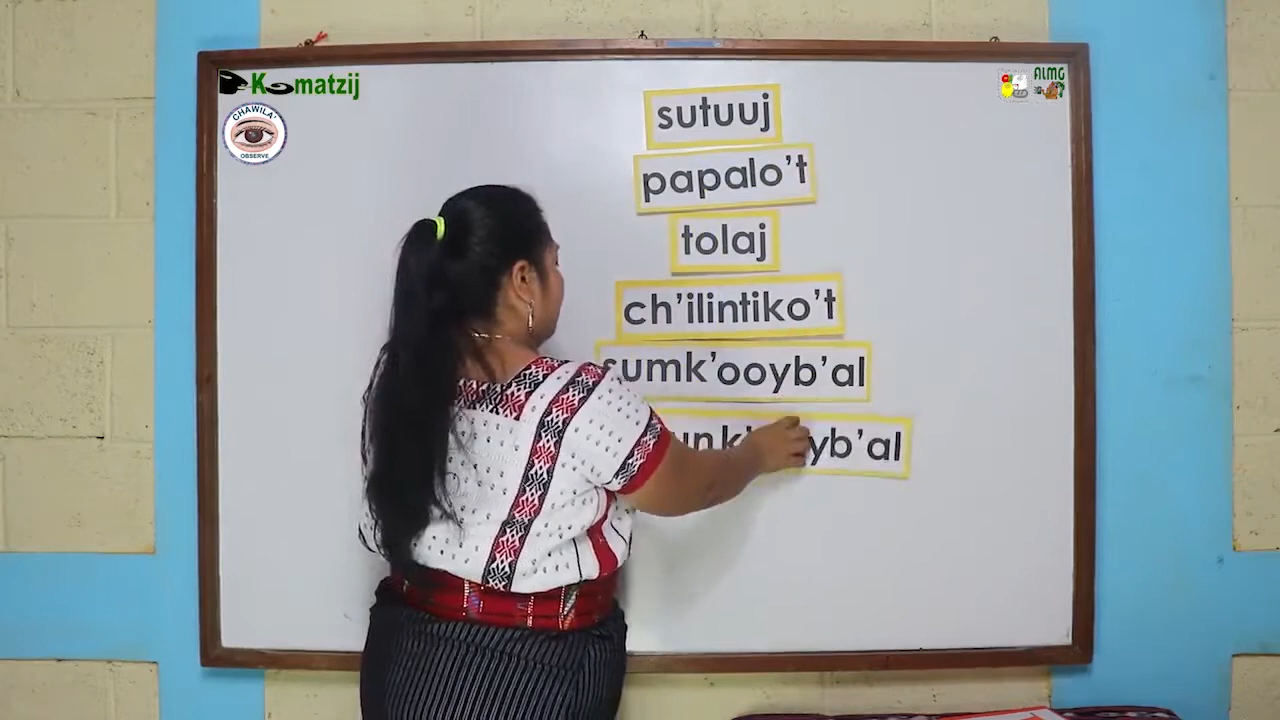 Komatzij
CHAWILA'
OBSERVE
ALMG
sutuuj
papalo't
tolaj
ch'ilintiko't
sumk'ooyb'al